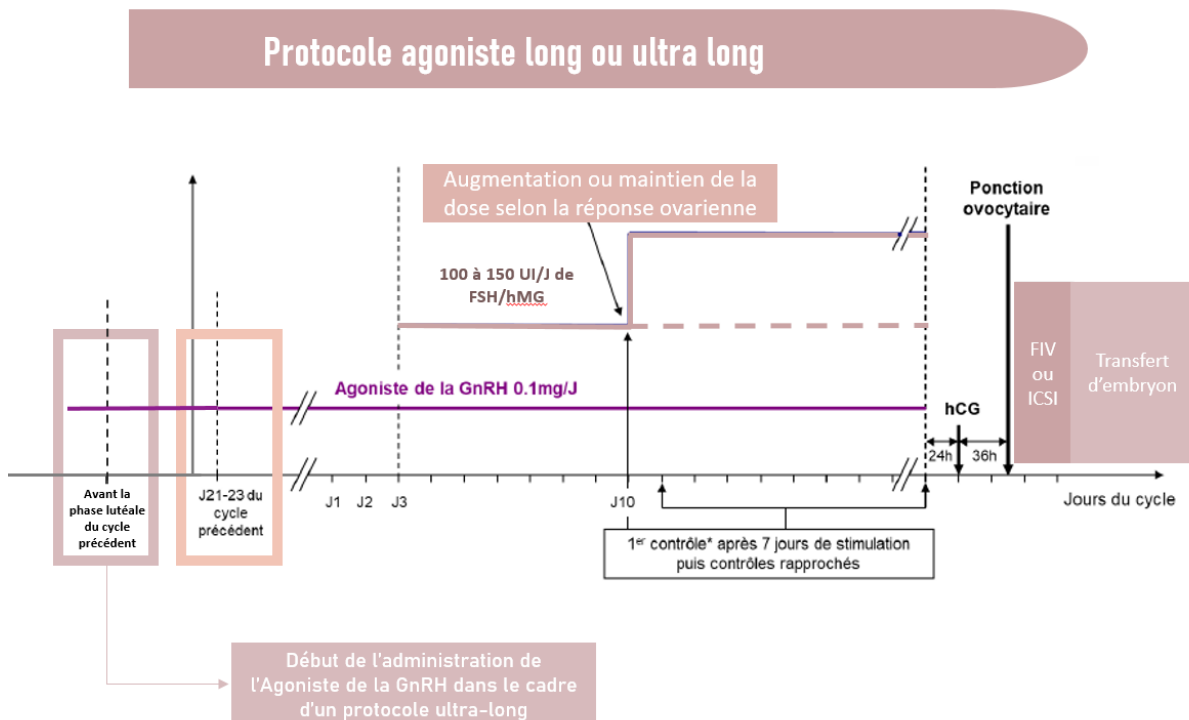 Protocole agoniste long ou ultra long
Augmentation ou maintien de la
dose selon la réponse ovarienne
Ponction
ovocytaire
100 à 150 UI/J de
FSH/hMG
Agoniste de la GnRH 0.1mg/J
FIV
ou
ICSI
Transfert
d'embryon
hCG
24h
36h
Avant la
phase lutéale
du cycle
précédent
J21-23 du
cycle
précédent
J1
J2
J3
J10
Jours du cycle
1er contrôle* après 7 jours de stimulation
puis contrôles rapprochés
Début de l'administration de
l'Agoniste de la GnRH dans le cadre
d'un protocole ultra-long